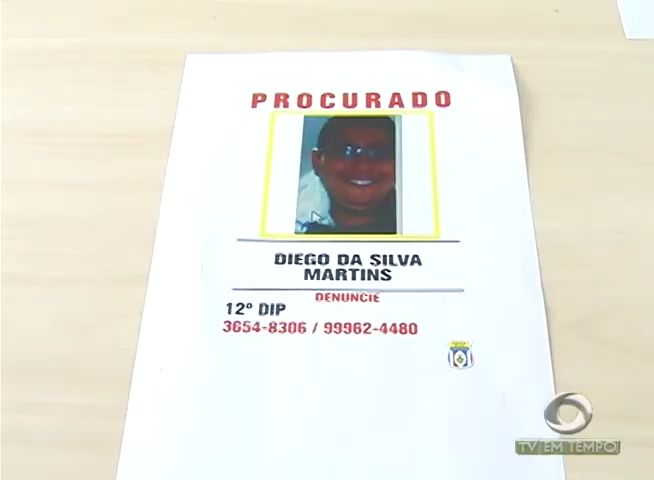 PROCURADO
DIEGO DA SILVA
MARTINS
DENUNCIE
12º DIP
3654-8306 / 99962-4480
TV EM TEMPO